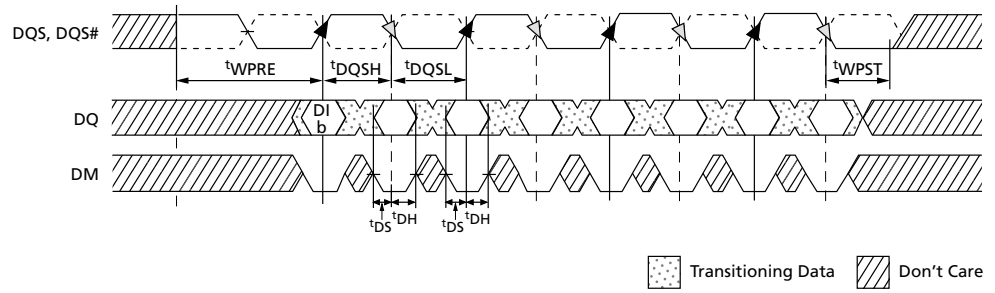 DQS, DQS#
tWPRE tDQSH tDQSL tWPST
DQ
DI
b
DM
tDS tDH tDS tDH
Transitioning Data
Don't Care